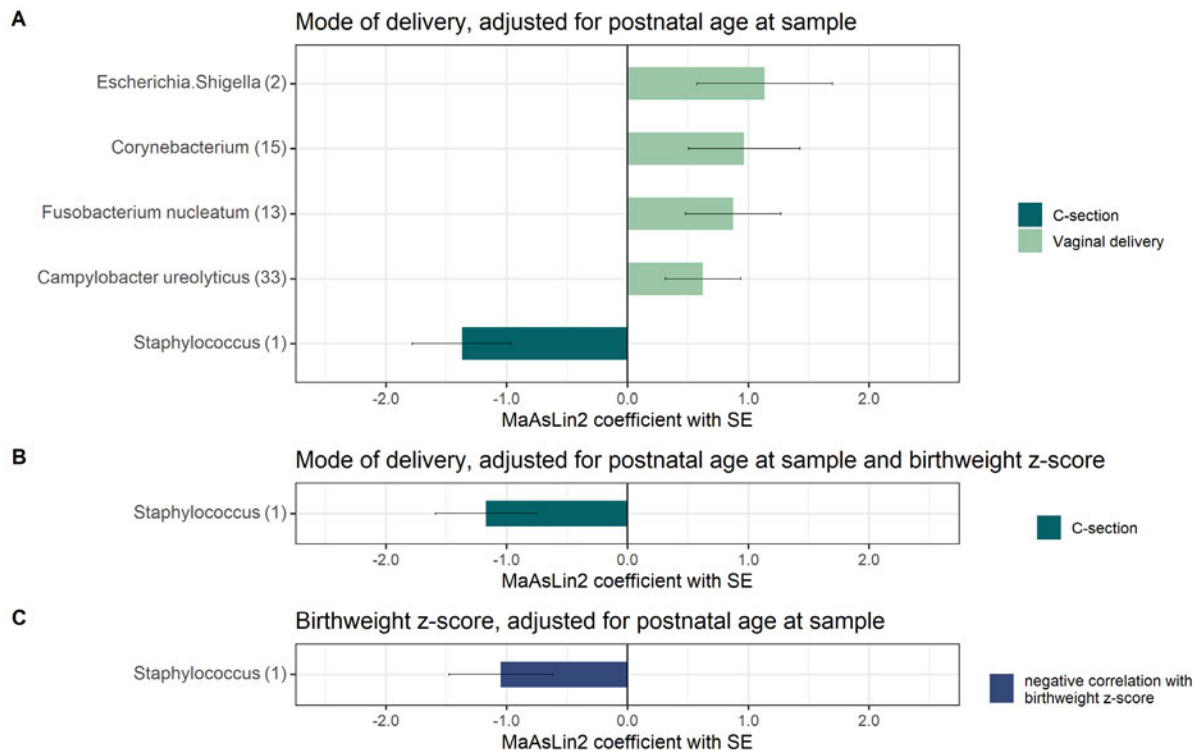 A
Mode of delivery, adjusted for postnatal age at sample
Escherichia.Shigella (2)
Corynebacterium (15)
Fusobacterium nucleatum (13)
Campylobacter ureolyticus (33)
Staphylococcus (1)
C-section
Vaginal delivery
-2.0 -1.0 0.0 1.0 2.0
MaAsLin2 coefficient with SE
B
Mode of delivery, adjusted for postnatal age at sample and birthweight z-score
Staphylococcus (1)
C-section
-2.0 -1.0 0.0 1.0 2.0
MaAsLin2 coefficient with SE
C
Birthweight z-score, adjusted for postnatal age at sample
Staphylococcus (1)
negative correlation with
birthweight z-score
-2.0 -1.0 0.0 1.0 2.0
MaAsLin2 coefficient with SE